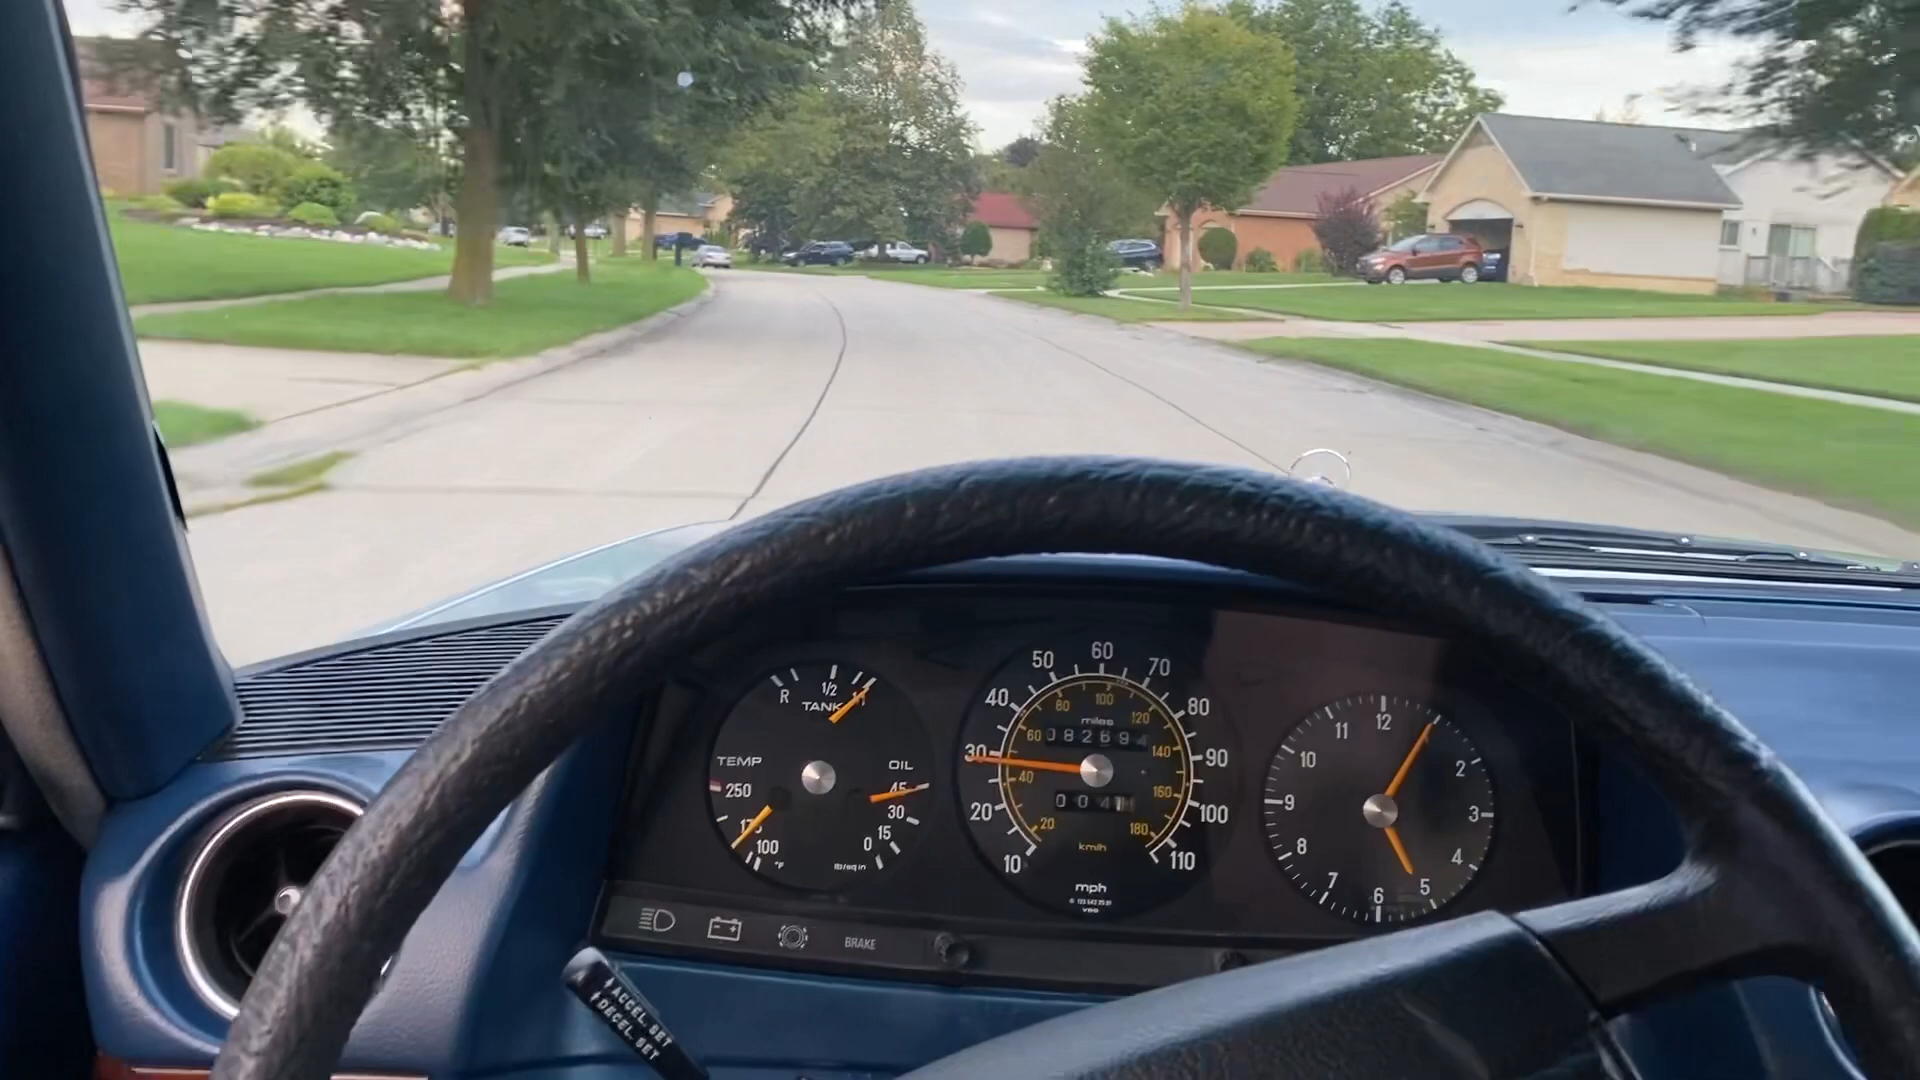 R 1/2
TANK
TEMP
250
100
°F
OIL
45
30
15
0
lb/sq in
10 20 30 40 50 60 70 80 90 100 110
20 40 60 80 100 120 140 160 180
miles
km/h
mph
VDO
12
2
3
4
5
6
7
8
9
10
11
BRAKE
ACCEL. SET
DECEL. SET